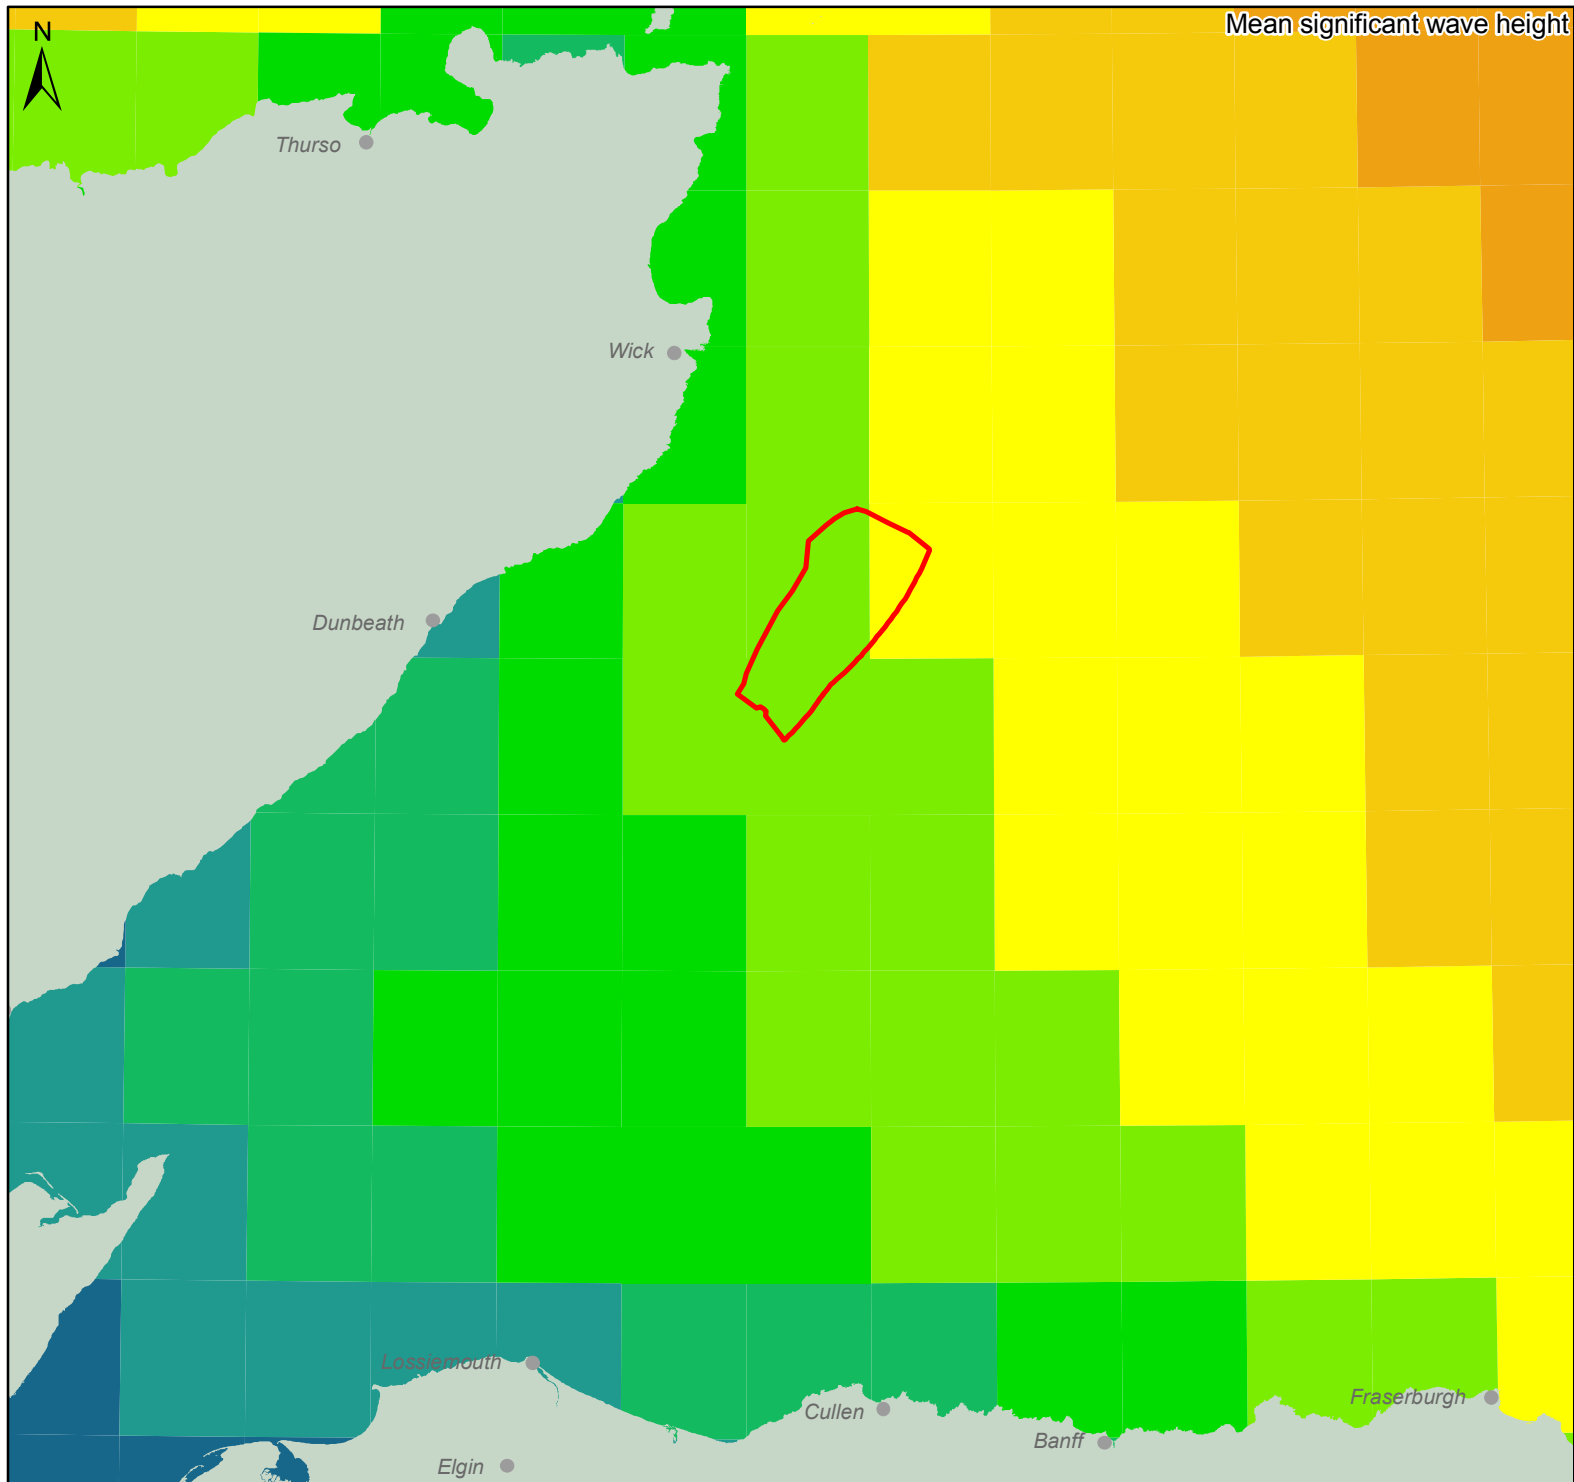 Mean significant wave height
N
Thurso
Wick
Dunbeath
Lossiemouth
Fraserburgh
Cullen
Banff
Elgin